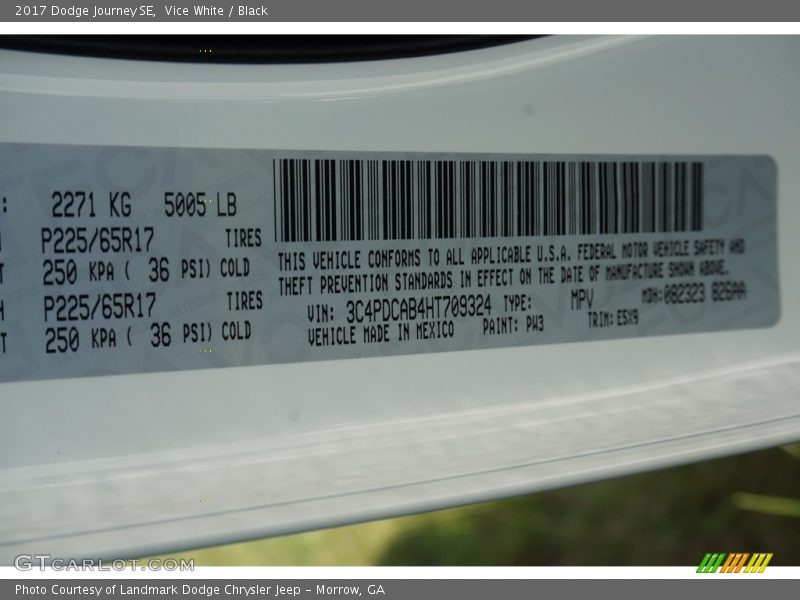 2017 Dodge Journey SE, Vice White / Black
: 2271 KG 5005 LB
P225/65R17 TIRES
T 250 KPA ( 36 PSI) COLD
H P225/65R17 TIRES
T 250 KPA ( 36 PSI) COLD
THIS VEHICLE CONFORMS TO ALL APPLICABLE U.S.A. FEDERAL MOTOR VEHICLE SAFETY AND
THEFT PREVENTION STANDARDS IN EFFECT ON THE DATE OF MANUFACTURE SHOWN ABOVE.
VIN: 3C4PDCAB4HT709324 TYPE: MPV MDH:082323 826AA
VEHICLE MADE IN MEXICO PAINT: PW3 TRIM: E5X9
GTCARLOT.COM
Photo Courtesy of Landmark Dodge Chrysler Jeep – Morrow, GA